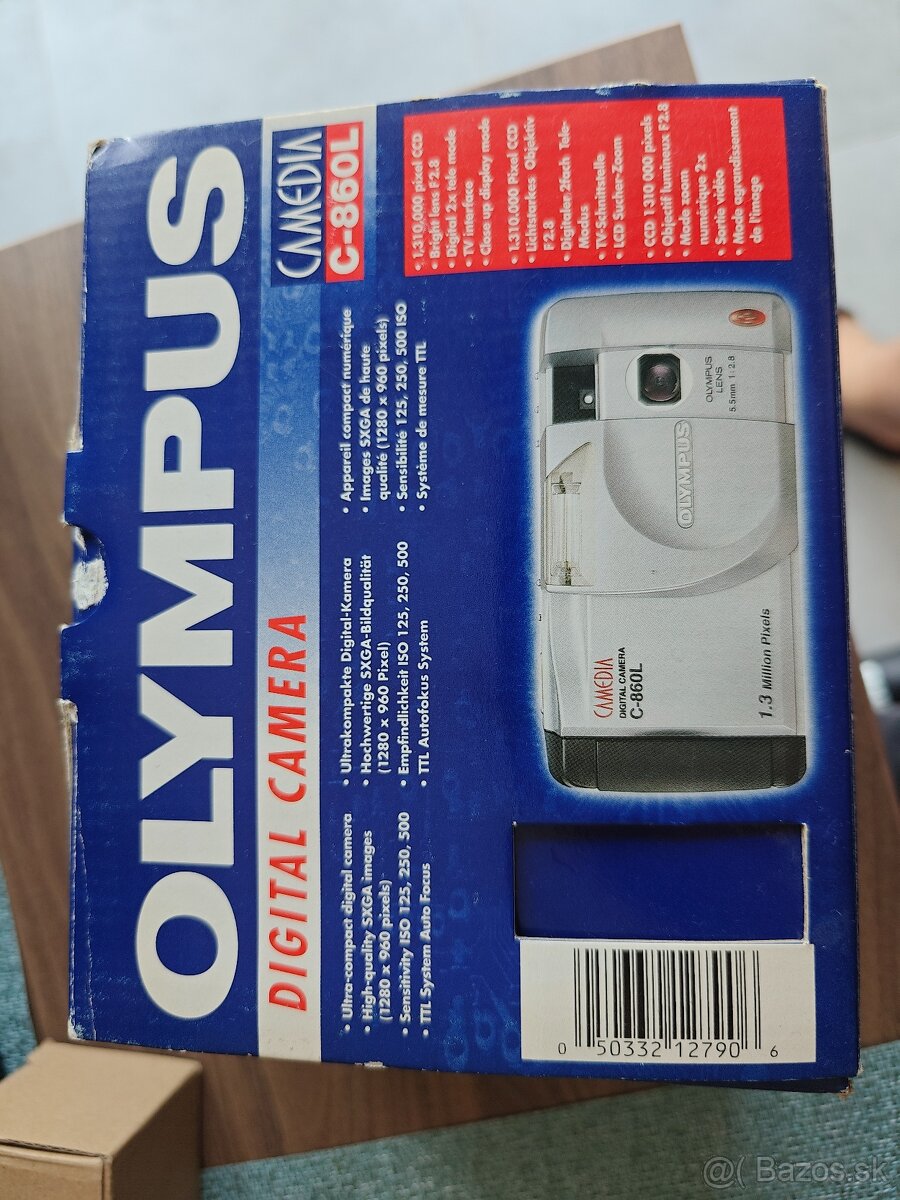 OLYMPUS
DIGITAL CAMERA
CAMEDIA
C-860L
• Ultra-compact digital camera
• High-quality SXGA images
(1280 x 960 pixels)
• Sensitivity ISO 125, 250, 500
• TTL System Auto Focus
• Ultrakompakte Digital-Kamera
• Hochwertige SXGA-Bildqualität
(1280 x 960 Pixel)
• Empfindlichkeit ISO 125, 250, 500
• TTL Autofokus System
• Appareil compact numérique
• Images SXGA de haute
qualité (1280 x 960 pixels)
• Sensibilité 125, 250, 500 ISO
• Système de mesure TTL
• 1.310,000 pixel CCD
• Bright lens F2.8
• Digital 2x tele mode
• TV interface
• Close up display mode
• 1.310.000 Pixel CCD
• Lichtstarkes Objektiv
F2.8
• Digitaler 2fach Tele-
Modus
• TV-Schnittstelle
• LCD Sucher-Zoom
• CCD 1 310 000 pixels
• Objectif lumineux F2.8
• Mode zoom
numérique 2x
• Sortie vidéo
• Mode agrandissement
de l'image
OLYMPUS
LENS
5.5mm 1:2.8
OLYMPUS
CAMEDIA
DIGITAL CAMERA
C-860L
1.3 Million Pixels
0 50332 12790 6
@( Bazos.sk